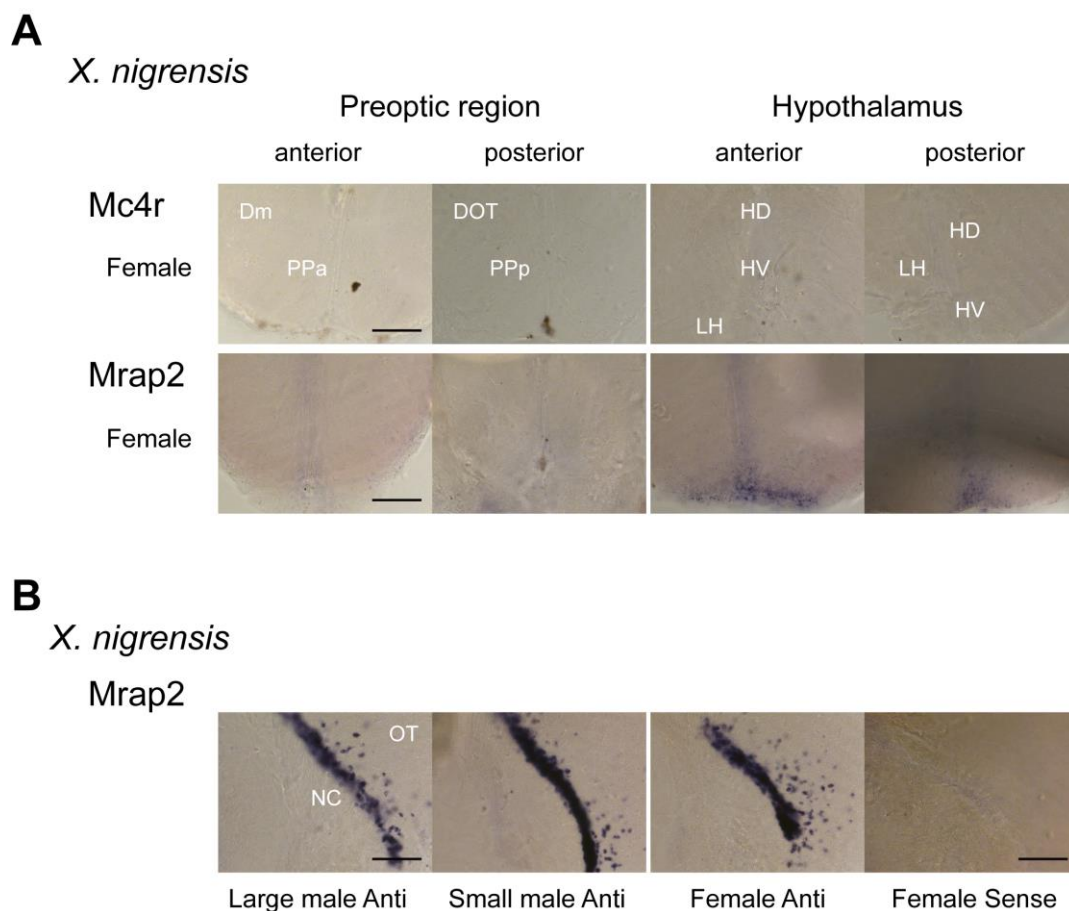 A
X. nigrensis
Preoptic region Hypothalamus
anterior posterior anterior posterior
Mc4r
Female
Dm DOT HD HD
PPa PPp HV LH
LH HV
Mrap2
Female
B
X. nigrensis
Mrap2
OT
NC
Large male Anti Small male Anti Female Anti Female Sense